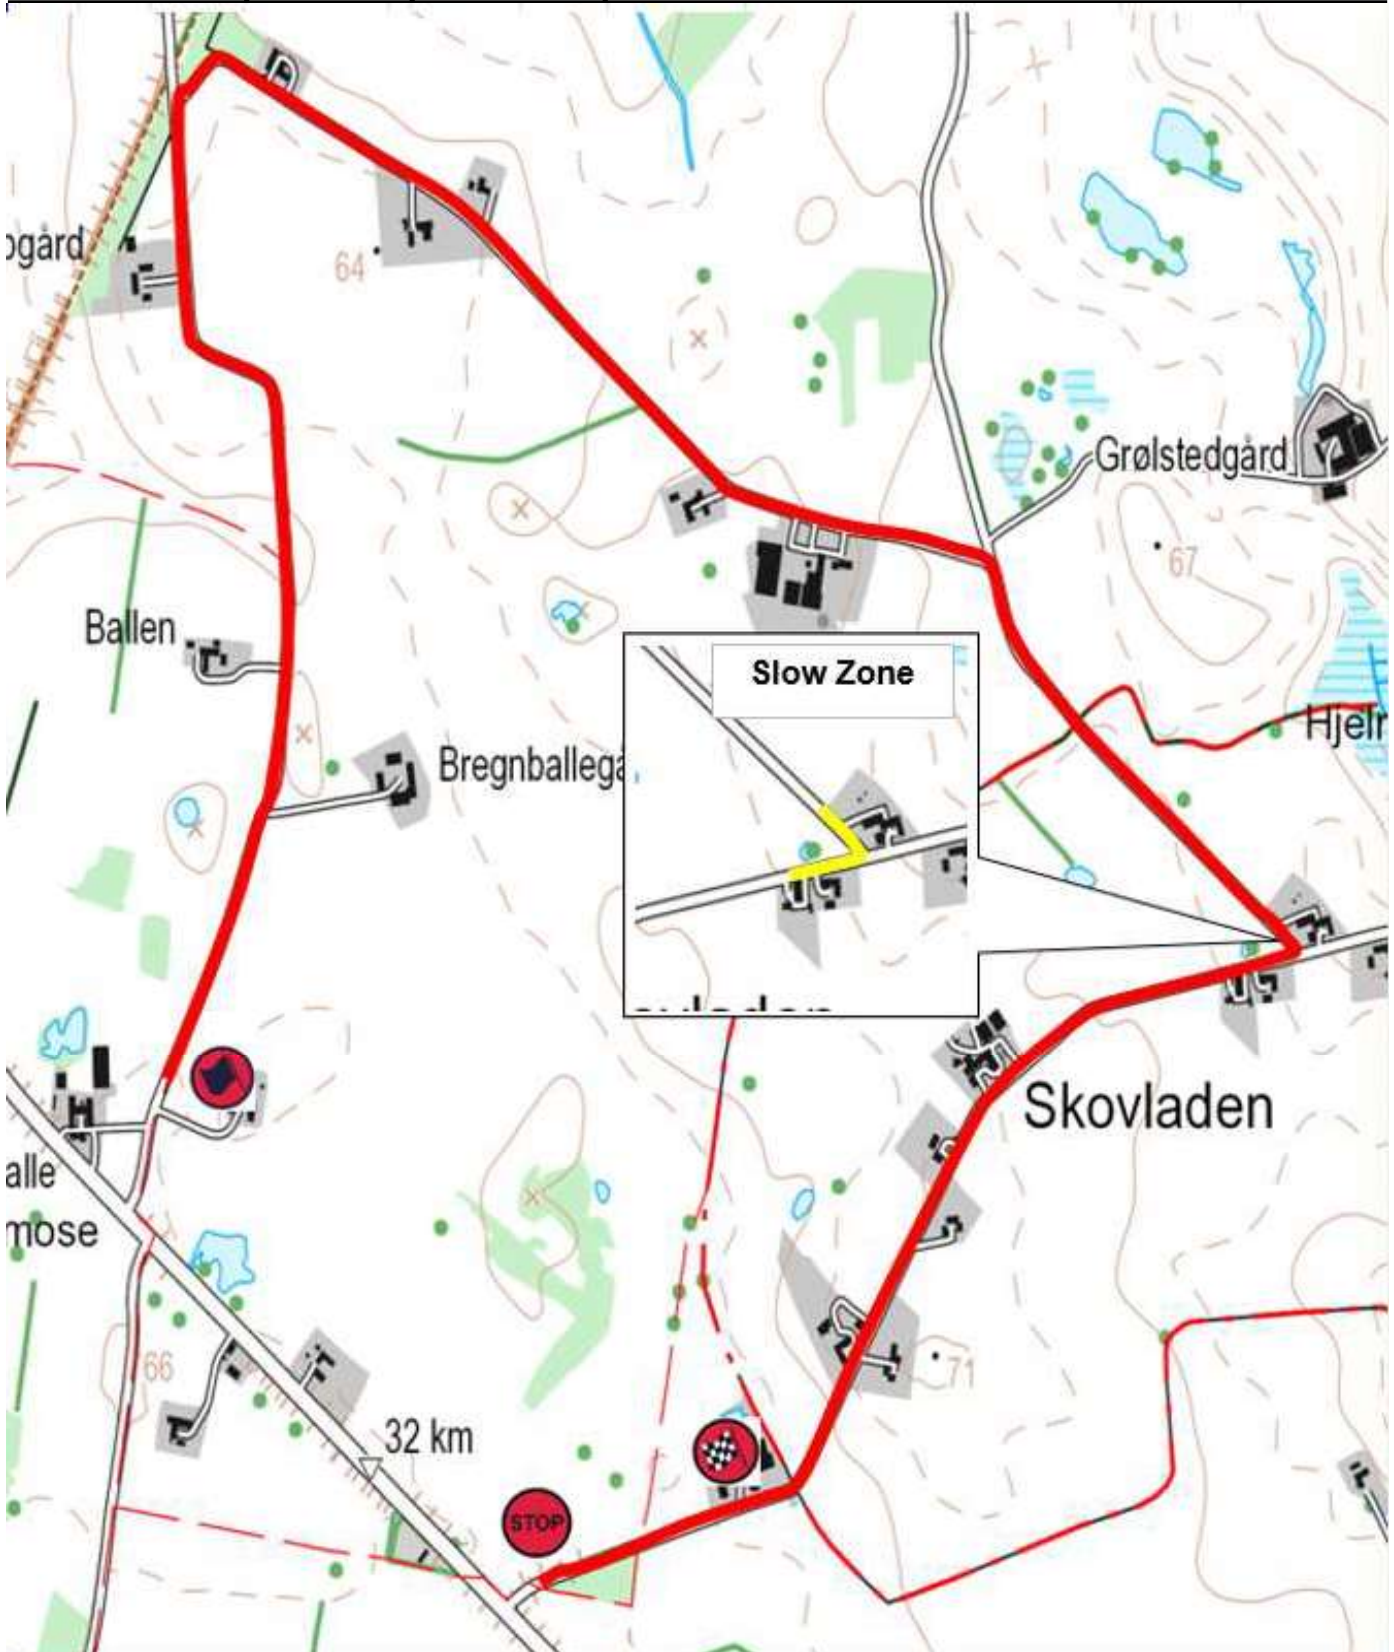 ogård
64
Grølstedgård
67
Ballen
Slow Zone
Bregnballegå
Hjelr
Skovladen
alle
mose
66
71
32 km
STOP